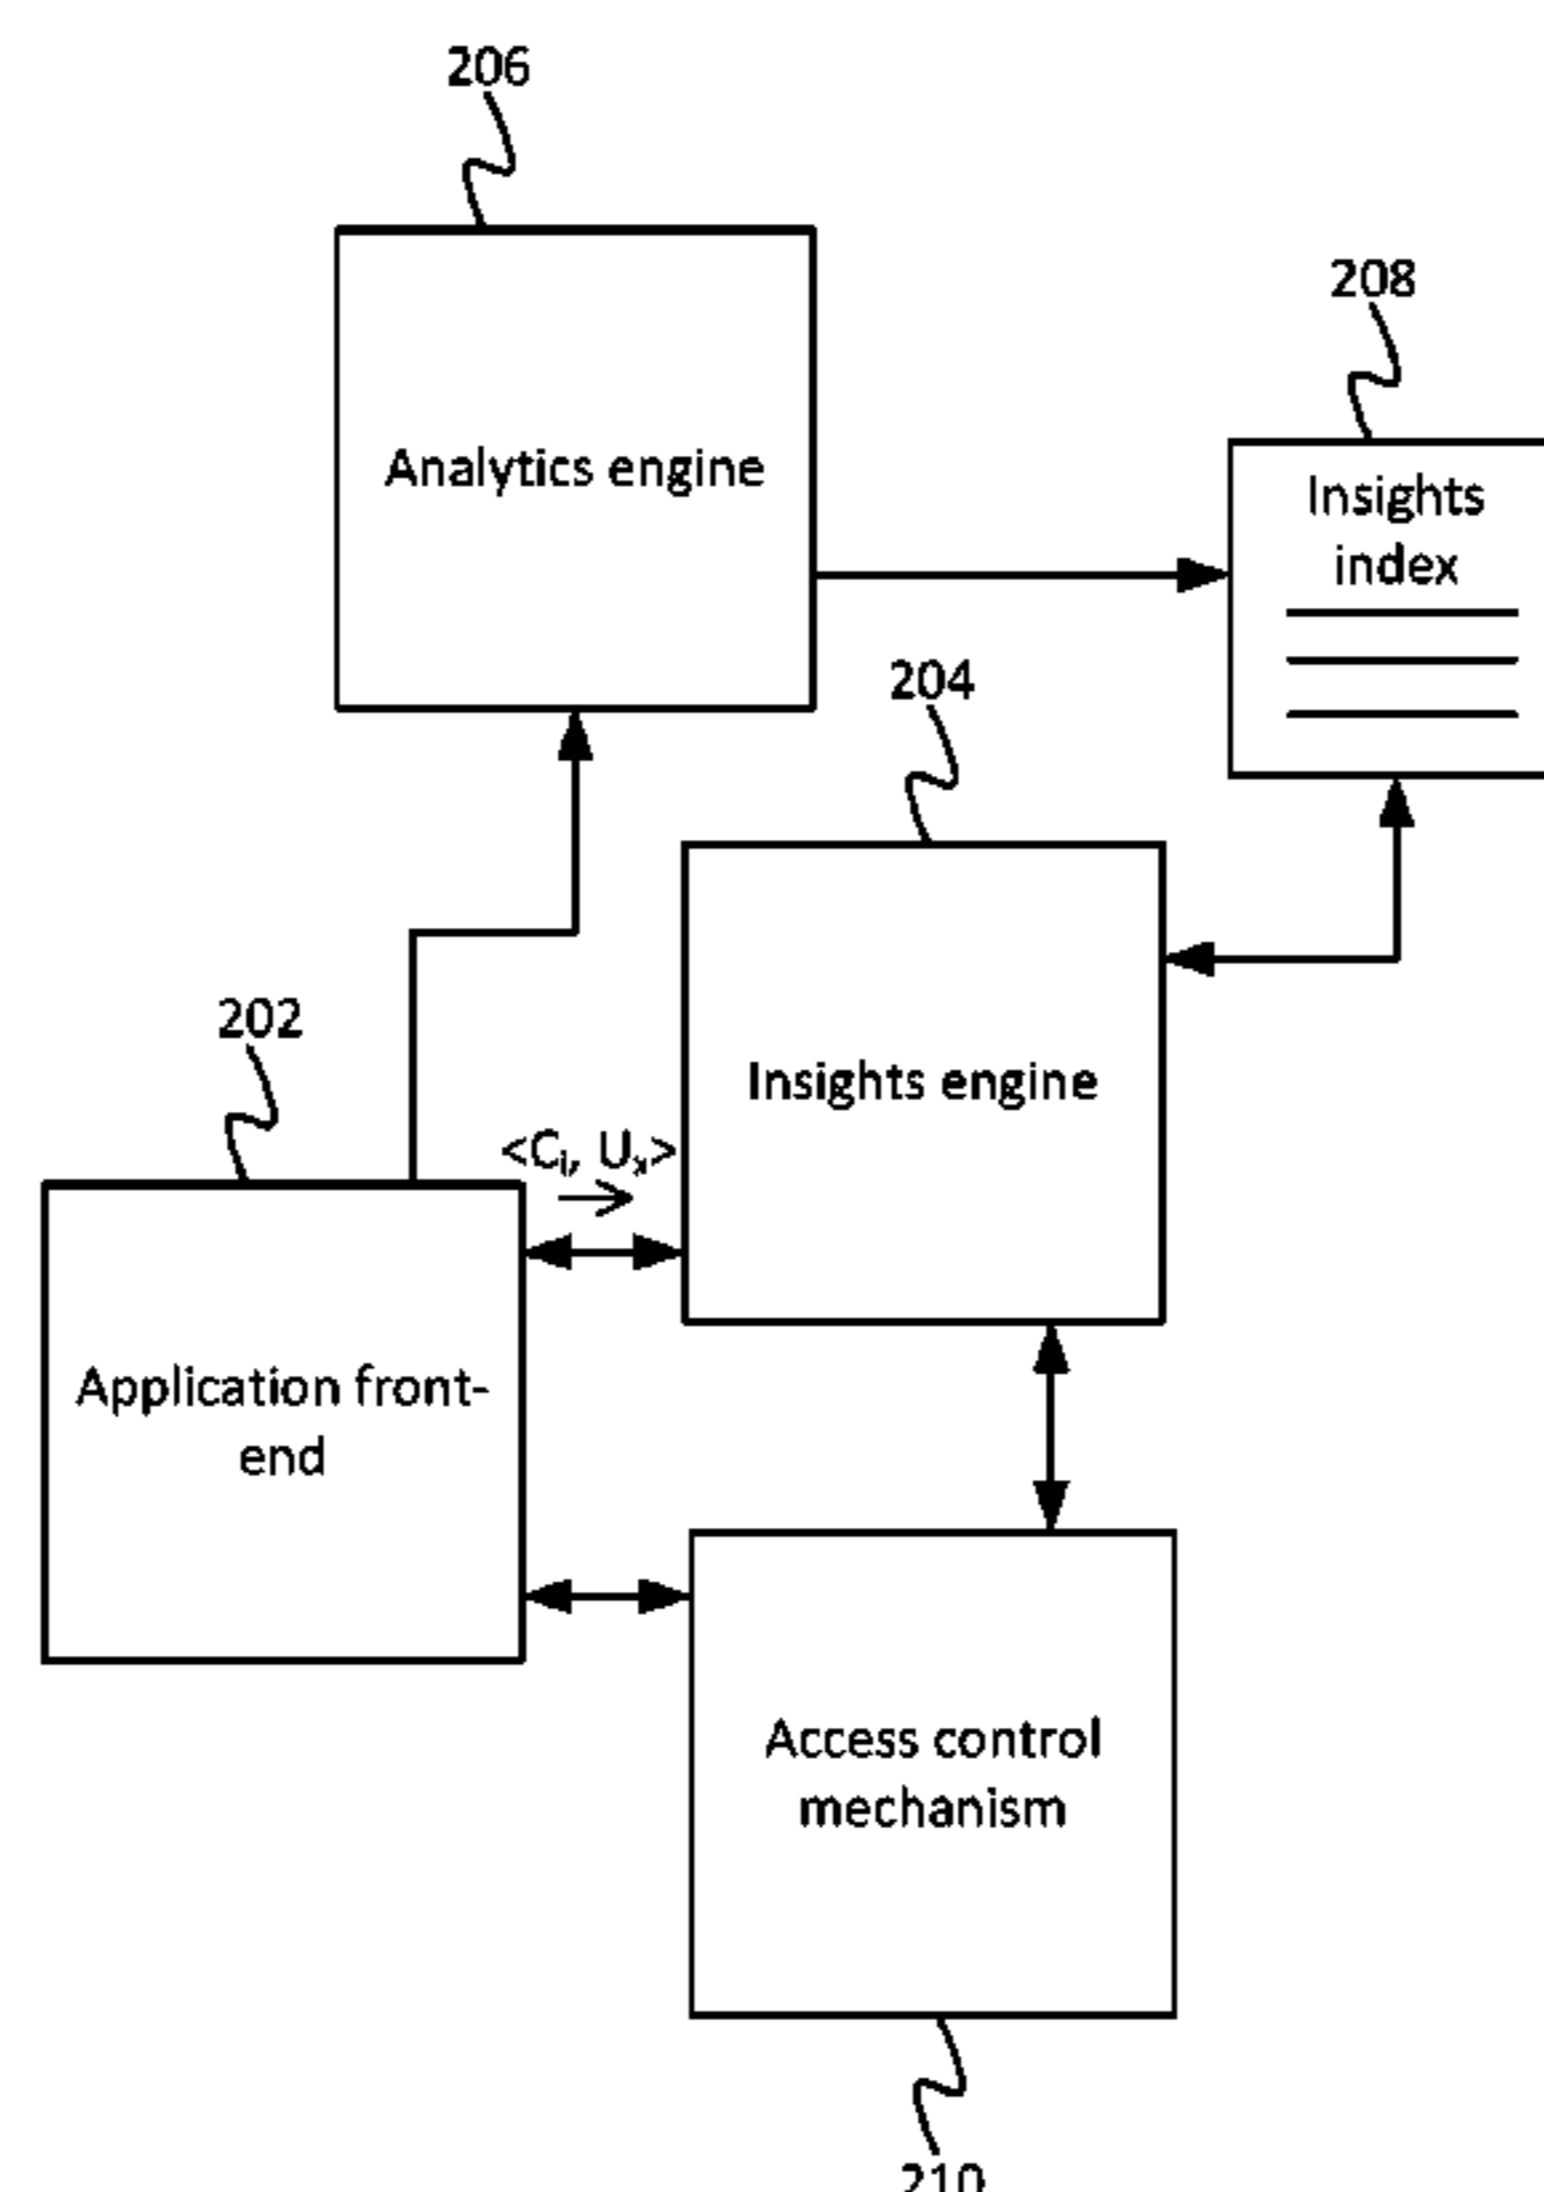 206
208
Analytics engine
Insights
index
204
202
Insights engine
<Ci, Ux>
Application front-
end
Access control
mechanism
210